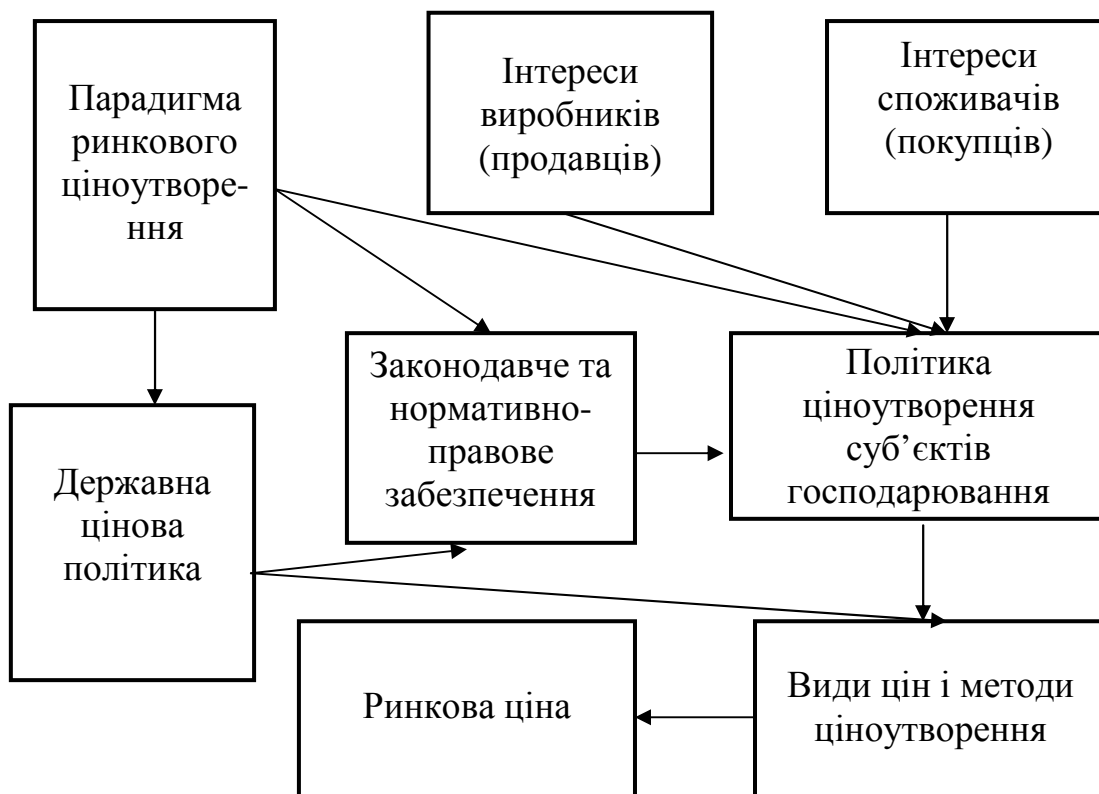 Парадигма
ринкового
ціноутворе-
ння
Інтереси
виробників
(продавців)
Інтереси
споживачів
(покупців)
Державна
цінова
політика
Законодавче та
нормативно-
правове
забезпечення
Політика
ціноутворення
суб’єктів
господарювання
Ринкова ціна
Види цін і методи
ціноутворення